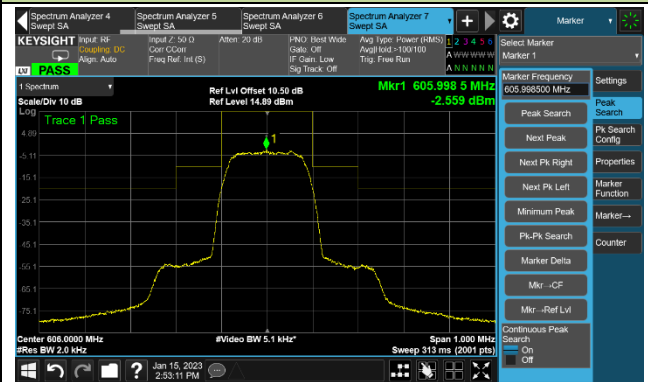 Spectrum Analyzer 4
Swept SA
Spectrum Analyzer 5
Swept SA
Spectrum Analyzer 6
Swept SA
Spectrum Analyzer 7
Swept SA
Marker
KEYSIGHT
Input: RF
Coupling: DC
Align: Auto
Input Z: 50 Ω
Corr CCorr
Freq Ref: Int (S)
Atten: 20 dB
PNO: Best Wide
Gate: Off
IF Gain: Low
Sig Track: Off
Avg Type: Power (RMS)
Avg|Hold:>100/100
Trig: Free Run
1 2 3 4 5 6
A W W W W W
A N N N N N
LXI
PASS
Select Marker
Marker 1
1 Spectrum
Scale/Div 10 dB
Ref Lvl Offset 10.50 dB
Ref Level 14.89 dBm
Mkr1 605.998 5 MHz
-2.559 dBm
Log
Trace 1 Pass
1
4.89
-5.11
-15.1
-25.1
-35.1
-45.1
-55.1
-65.1
-75.1
Center 606.0000 MHz
#Res BW 2.0 kHz
#Video BW 5.1 kHz*
Span 1.000 MHz
Sweep 313 ms (2001 pts)
Marker Frequency
605.998500 MHz
Peak Search
Next Peak
Next Pk Right
Next Pk Left
Minimum Peak
Pk-Pk Search
Marker Delta
Mkr→CF
Mkr→Ref Lvl
Continuous Peak
Search
On
Off
Settings
Peak
Search
Pk Search
Config
Properties
Marker
Function
Marker→
Counter
?
Jan 15, 2023
2:53:11 PM